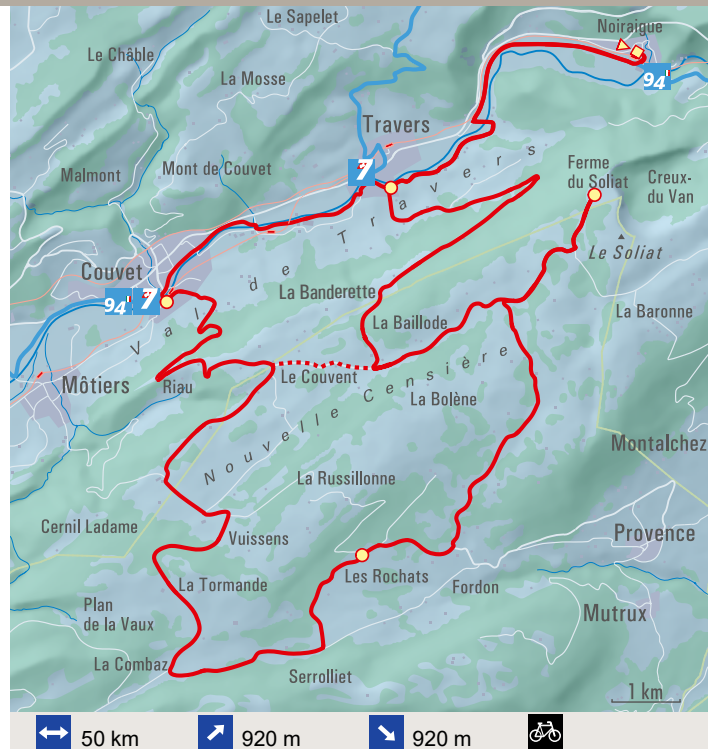 Le Sapelet
Noiraigue
Le Châble
La Mosse
94
Travers
7
Malmont
Mont de Couvet
Ferme
du Soliat
Creux-
du Van
Le Soliat
Couvet
Val de Travers
94 7
La Banderette
La Baillode
La Baronne
Môtiers
Riau
Le Couvent
Nouvelle Censière
La Bolène
Montalchez
La Russillonne
Cernil Ladame
Vuissens
Provence
La Tormande
Les Rochats
Fordon
Plan
de la Vaux
Mutrux
La Combaz
Serrolliet
1 km
50 km 920 m 920 m